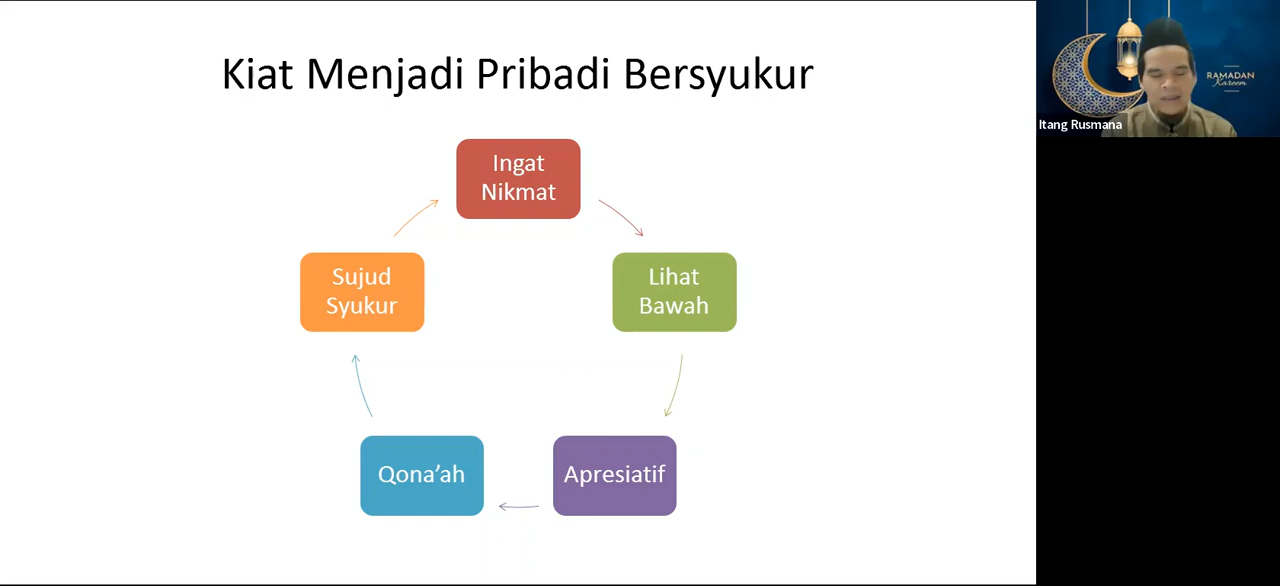 Kiat Menjadi Pribadi Bersyukur
Ingat
Nikmat
Lihat
Bawah
Apresiatif
Qona’ah
Sujud
Syukur
RAMADAN
Kareem
Itang Rusmana